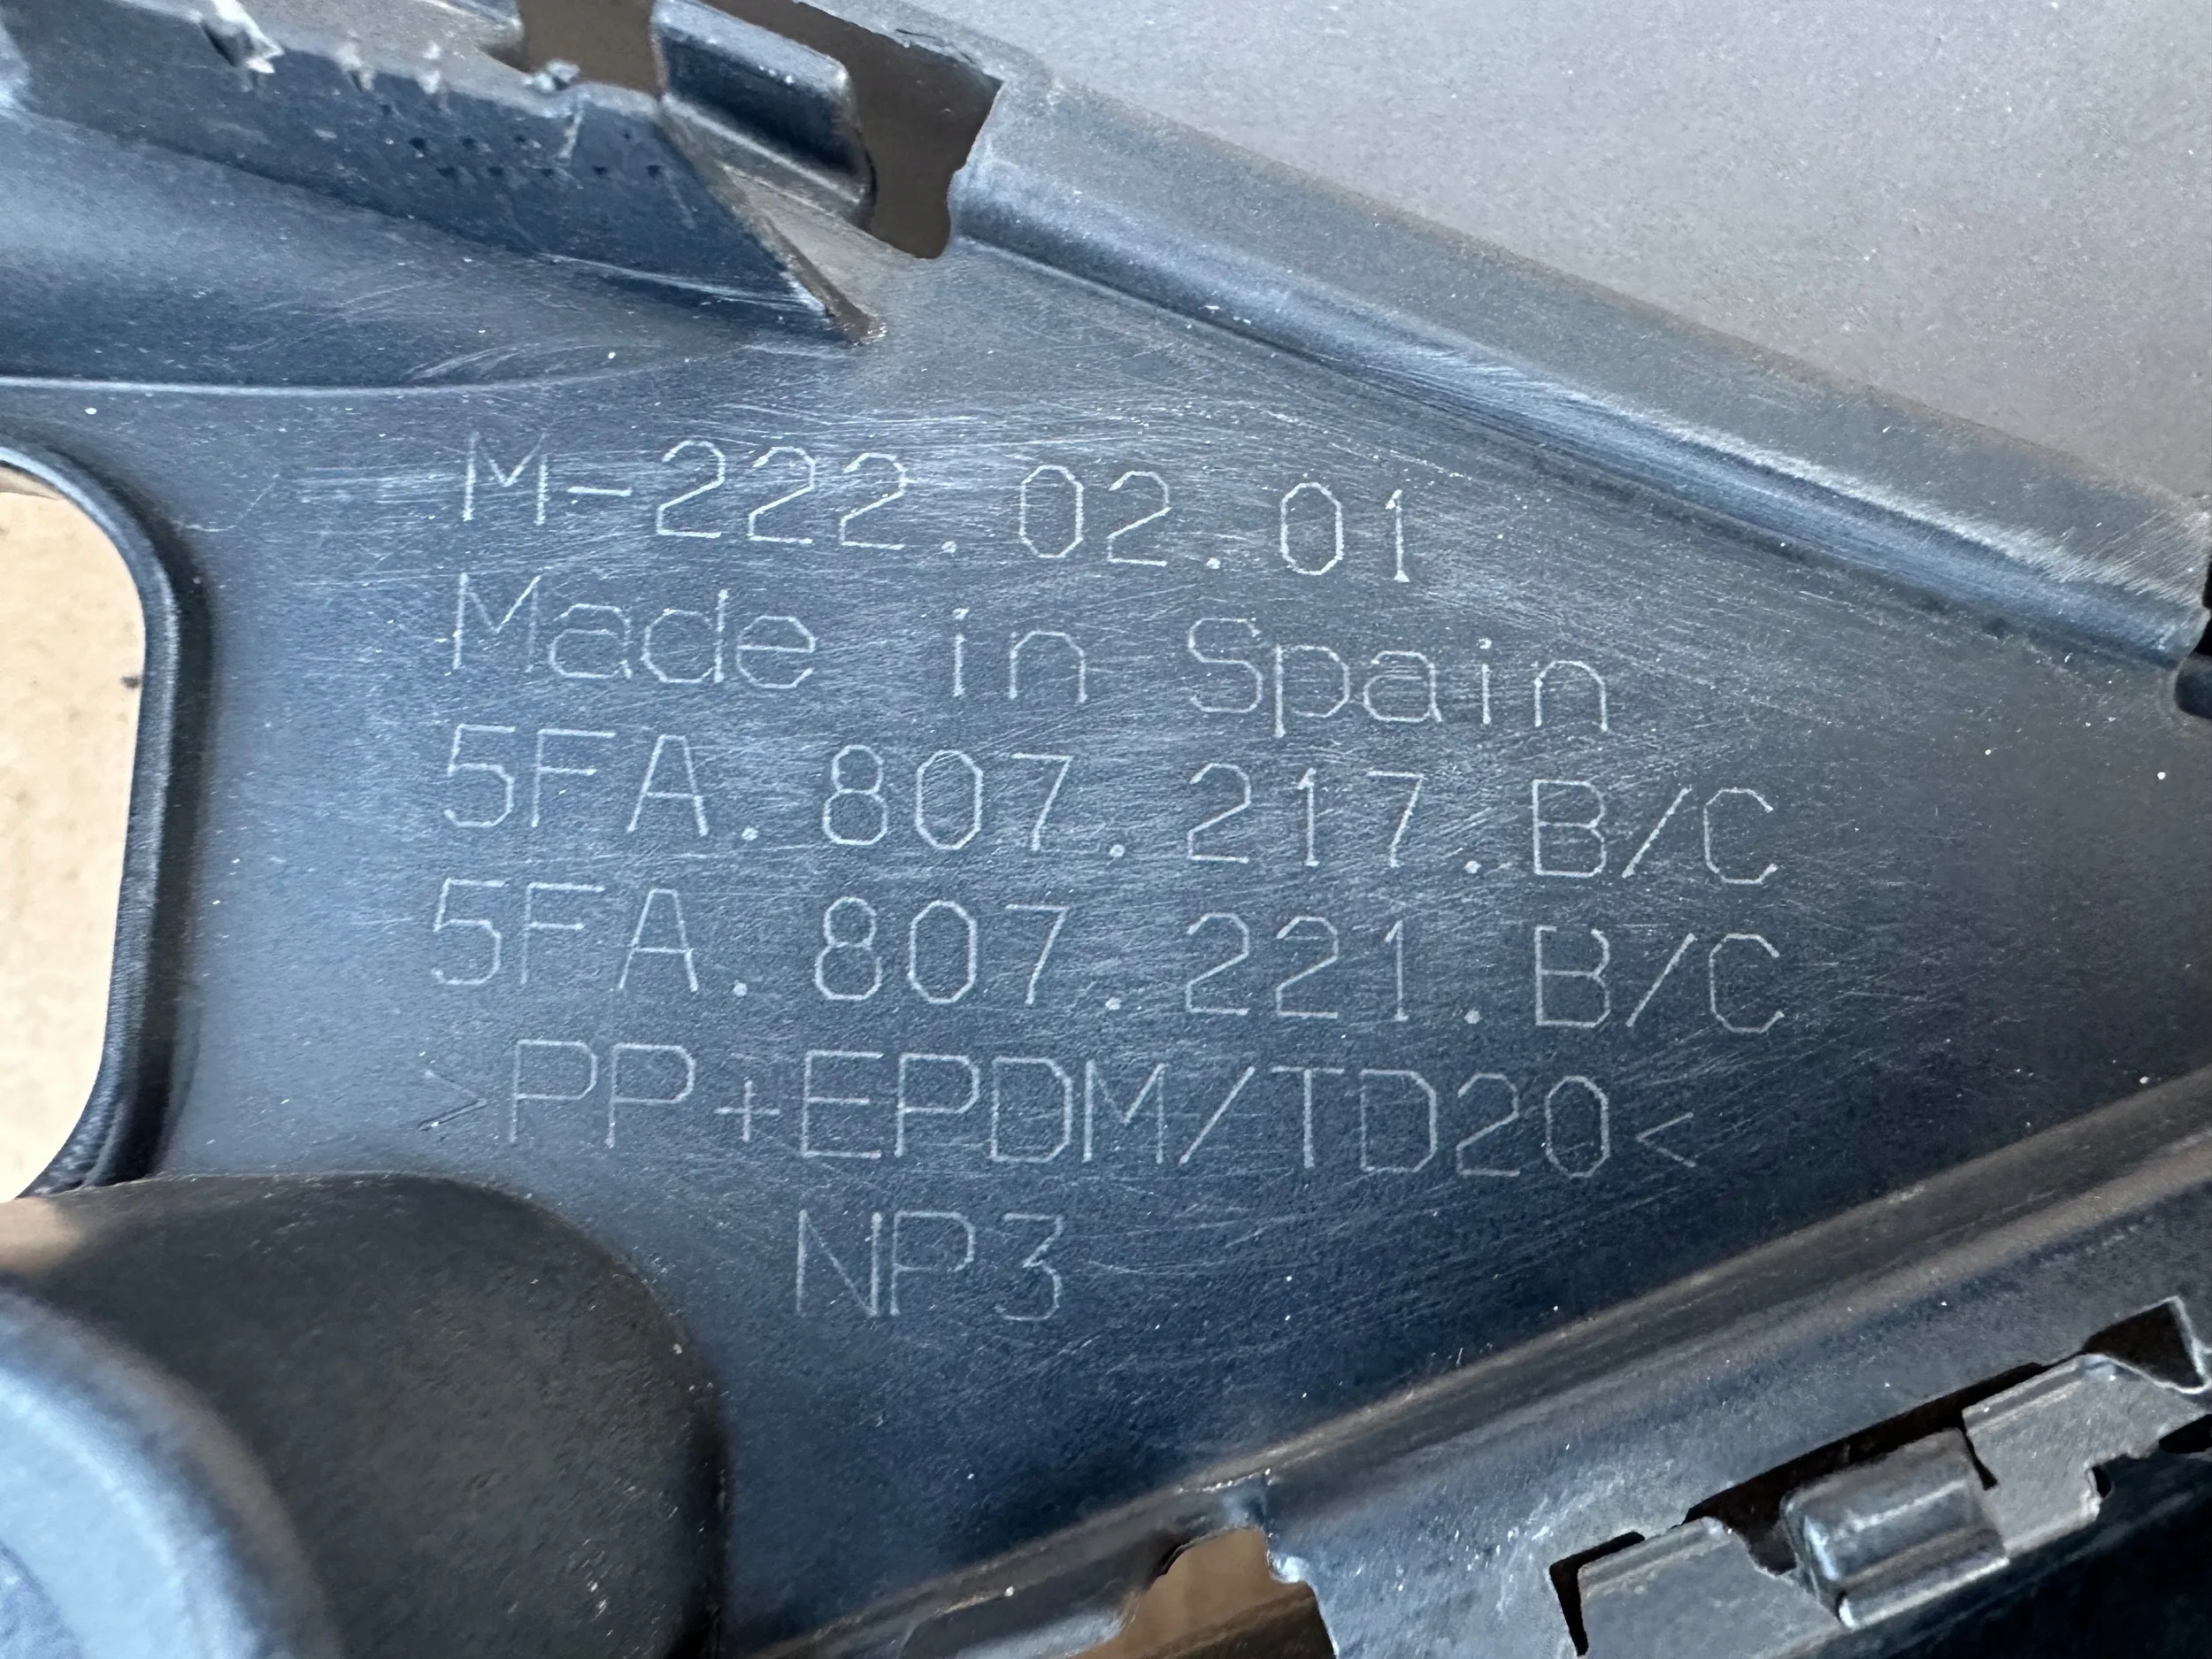 M-222.02.01
Made in Spain
5FA.807.217.B/C
5FA.807.221.B/C
>PP+EPDM/TD20<
NP3